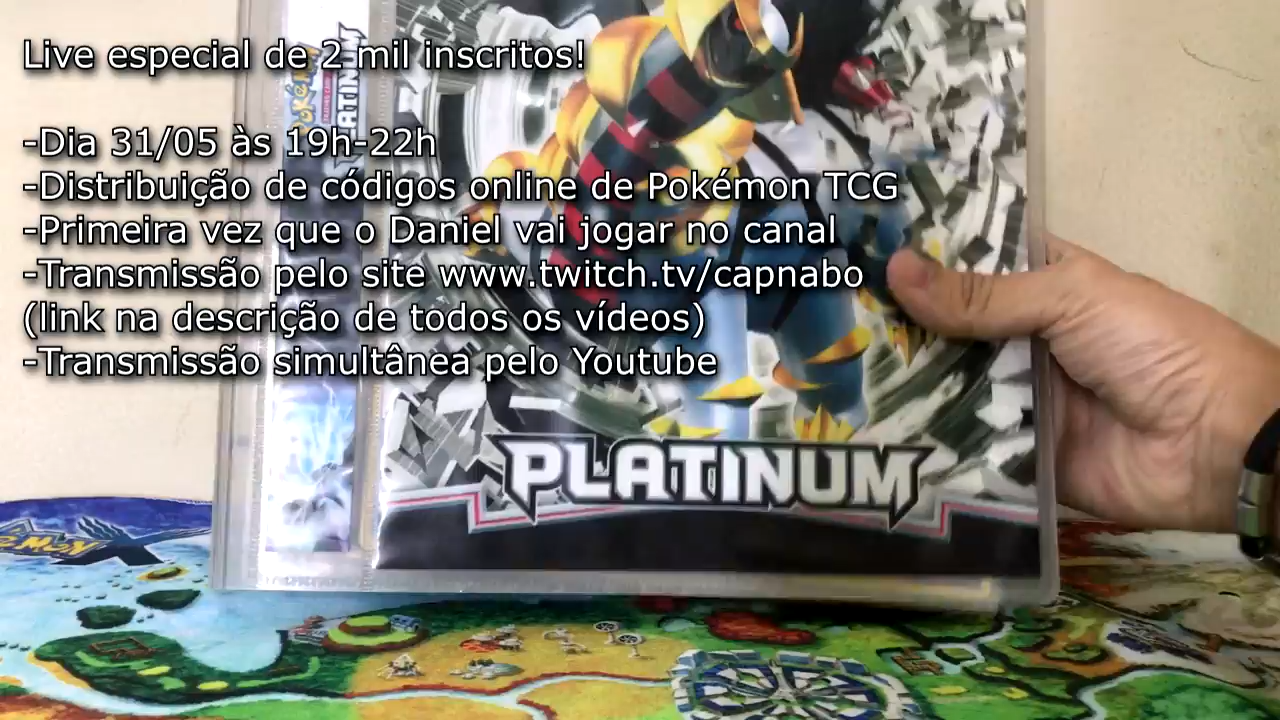 Live especial de 2 mil inscritos!
-Dia 31/05 às 19h-22h
-Distribuição de códigos online de Pokémon TCG
-Primeira vez que o Daniel vai jogar no canal
-Transmissão pelo site www.twitch.tv/capnabo
(link na descrição de todos os vídeos)
-Transmissão simultânea pelo Youtube
Pokémon
PLATINUM
PLATINUM